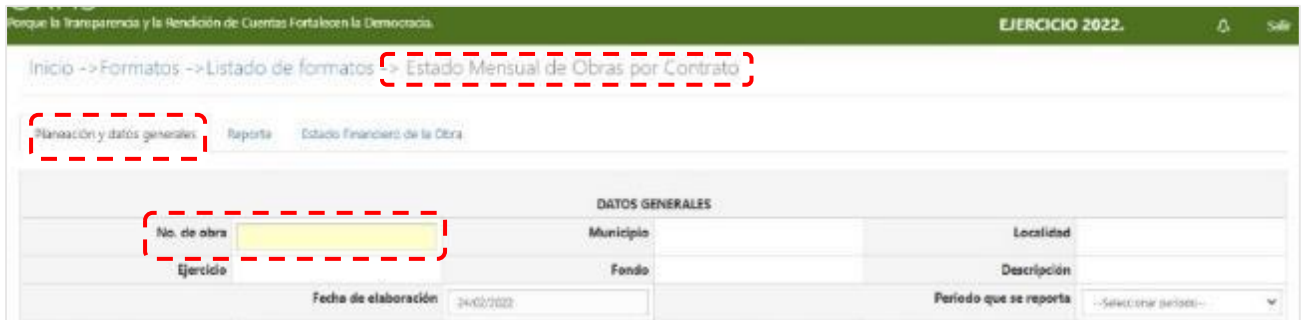 Porque la Transparencia y la Rendición de Cuentas Fortalecen la Democracia.
EJERCICIO 2022.
Salir
Inicio ->Formatos ->Listado de formatos -> Estado Mensual de Obras por Contrato
Planeación y datos generales
Reporte
Estado Financiero de la Obra
DATOS GENERALES
No. de obra
Municipio
Localidad
Ejercicio
Fondo
Descripción
Fecha de elaboración
24/02/2022
Periodo que se reporta
--Seleccionar periodo--